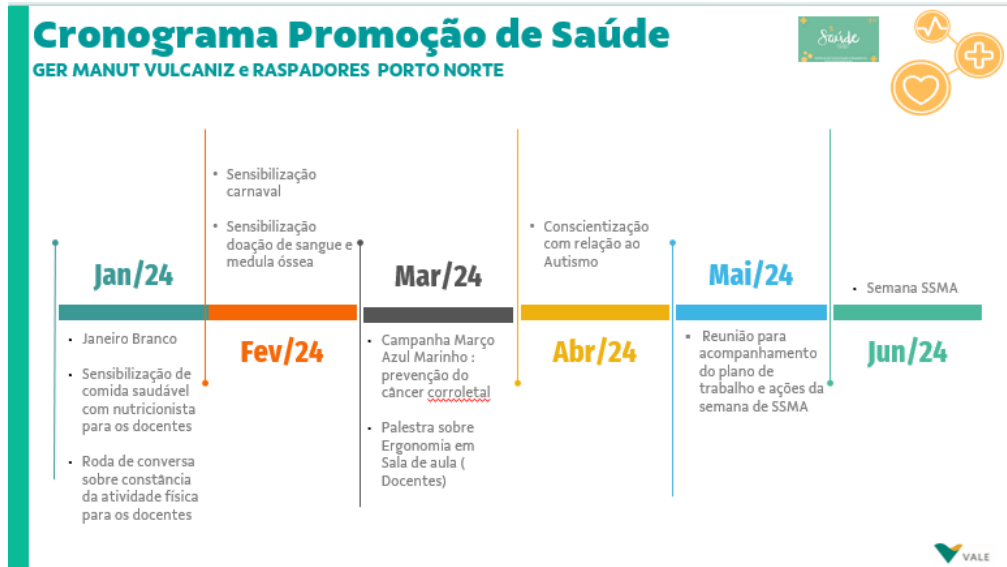 Cronograma Promoção de Saúde
GER MANUT VULCANIZ e RASPADORES PORTO NORTE
Saúde
Jan/24
• Janeiro Branco
• Sensibilização de
comida saudável
com nutricionista
para os docentes
• Roda de conversa
sobre constância
da atividade física
para os docentes
• Sensibilização
carnaval
• Sensibilização
doação de sangue e
medula óssea
Fev/24
Mar/24
• Campanha Março
Azul Marinho :
prevenção do
câncer corroletal
• Palestra sobre
Ergonomia em
Sala de aula (
Docentes)
• Conscientização
com relação ao
Autismo
Abr/24
Mai/24
• Reunião para
acompanhamento
do plano de
trabalho e ações da
semana de SSMA
• Semana SSMA
Jun/24
VALE